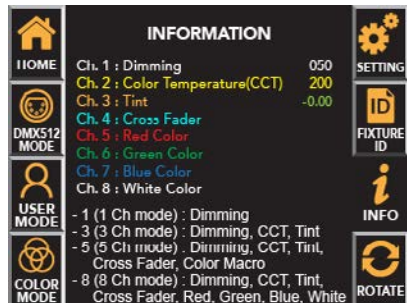 INFORMATION
HOME
DMX512
MODE
USER
MODE
COLOR
MODE
Ch. 1 : Dimming 050
Ch. 2 : Color Temperature(CCT) 200
Ch. 3 : Tint -0.00
Ch. 4 : Cross Fader
Ch. 5 : Red Color
Ch. 6 : Green Color
Ch. 7 : Blue Color
Ch. 8 : White Color
- 1 (1 Ch mode) : Dimming
- 3 (3 Ch mode) : Dimming, CCT, Tint
- 5 (5 Ch mode) : Dimming, CCT, Tint,
Cross Fader, Color Macro
- 8 (8 Ch mode) : Dimming, CCT, Tint,
Cross Fader, Red, Green, Blue, White
SETTING
ID
FIXTURE
ID
i
INFO
ROTATE